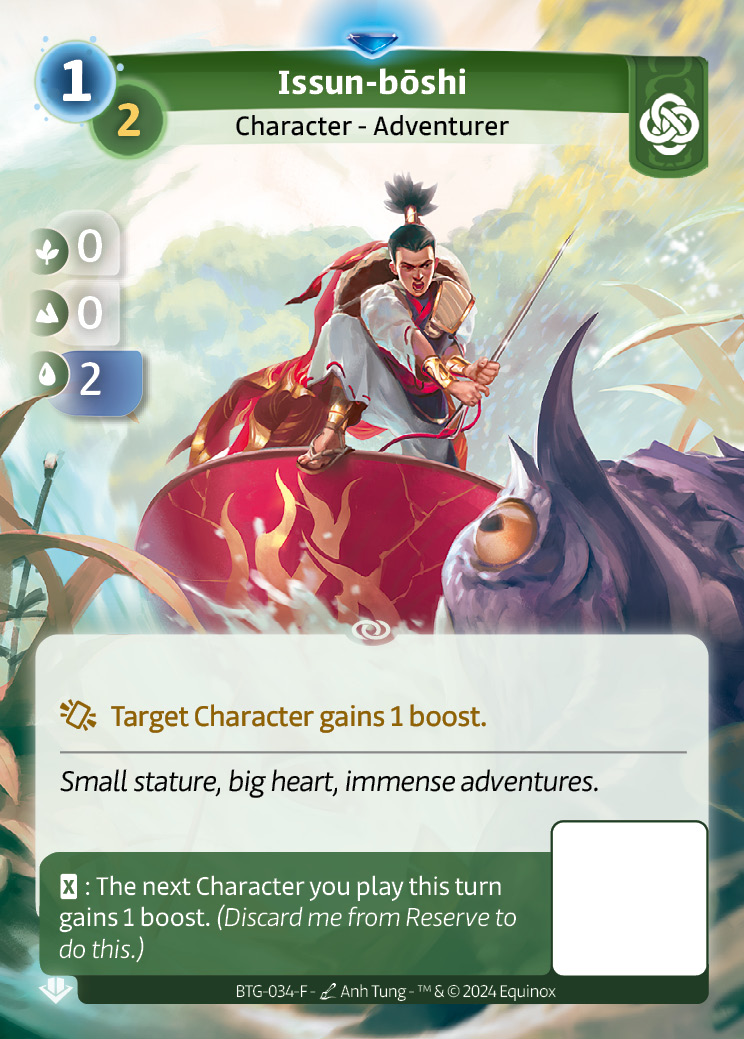 1
Issun-bōshi
2
Character - Adventurer
0
0
2
Target Character gains 1 boost.
Small stature, big heart, immense adventures.
X : The next Character you play this turn
gains 1 boost. (Discard me from Reserve to
do this.)
BTG-034-F - Anh Tung - ™ & © 2024 Equinox